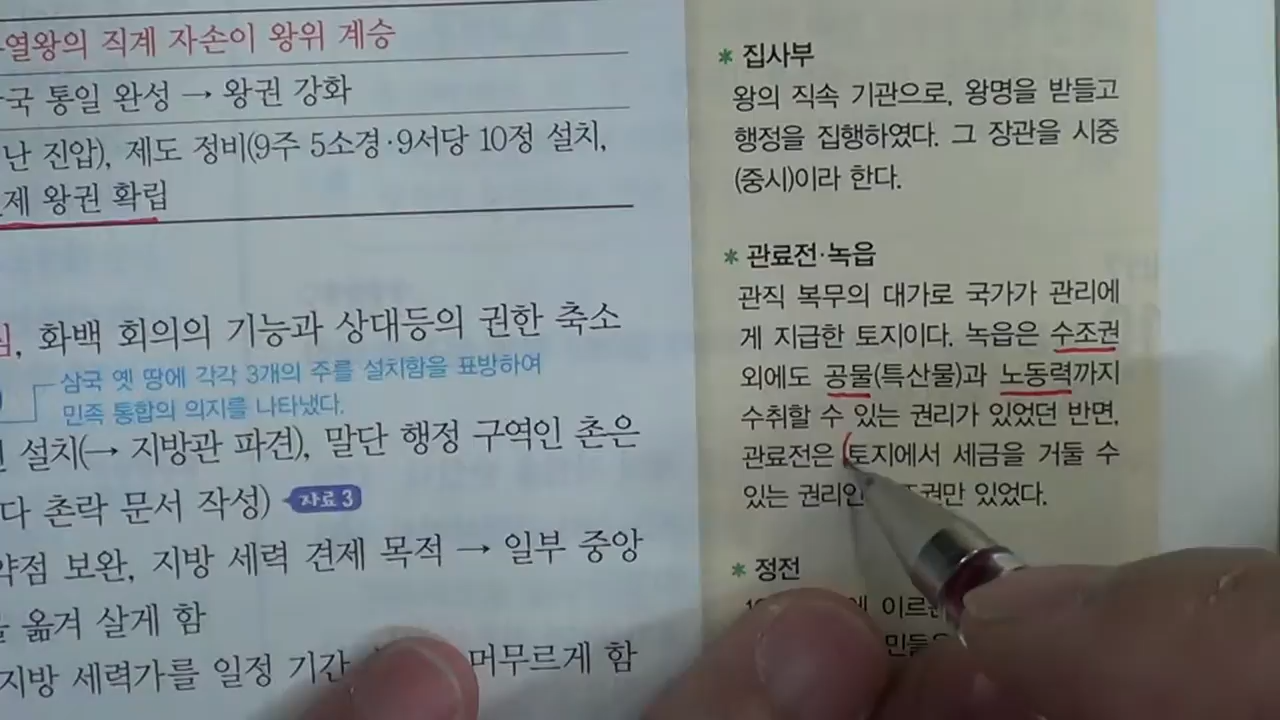 열왕의 직계 자손이 왕위 계승
국 통일 완성 → 왕권 강화
난 진압), 제도 정비(9주 5소경·9서당 10정 설치,
제 왕권 확립
화백 회의의 기능과 상대등의 권한 축소
삼국 옛 땅에 각각 3개의 주를 설치함을 표방하여
민족 통합의 의지를 나타냈다.
설치(→ 지방관 파견), 말단 행정 구역인 촌은
다 촌락 문서 작성) 자료 3
약점 보완, 지방 세력 견제 목적 → 일부 중앙
옮겨 살게 함
지방 세력가를 일정 기간 머무르게 함
* 집사부
왕의 직속 기관으로, 왕명을 받들고
행정을 집행하였다. 그 장관을 시중
(중시)이라 한다.
* 관료전·녹읍
관직 복무의 대가로 국가가 관리에
게 지급한 토지이다. 녹읍은 수조권
외에도 공물(특산물)과 노동력까지
수취할 수 있는 권리가 있었던 반면,
관료전은 토지에서 세금을 거둘 수
있는 권리인 조권만 있었다.
* 정전
에 이르
민들은